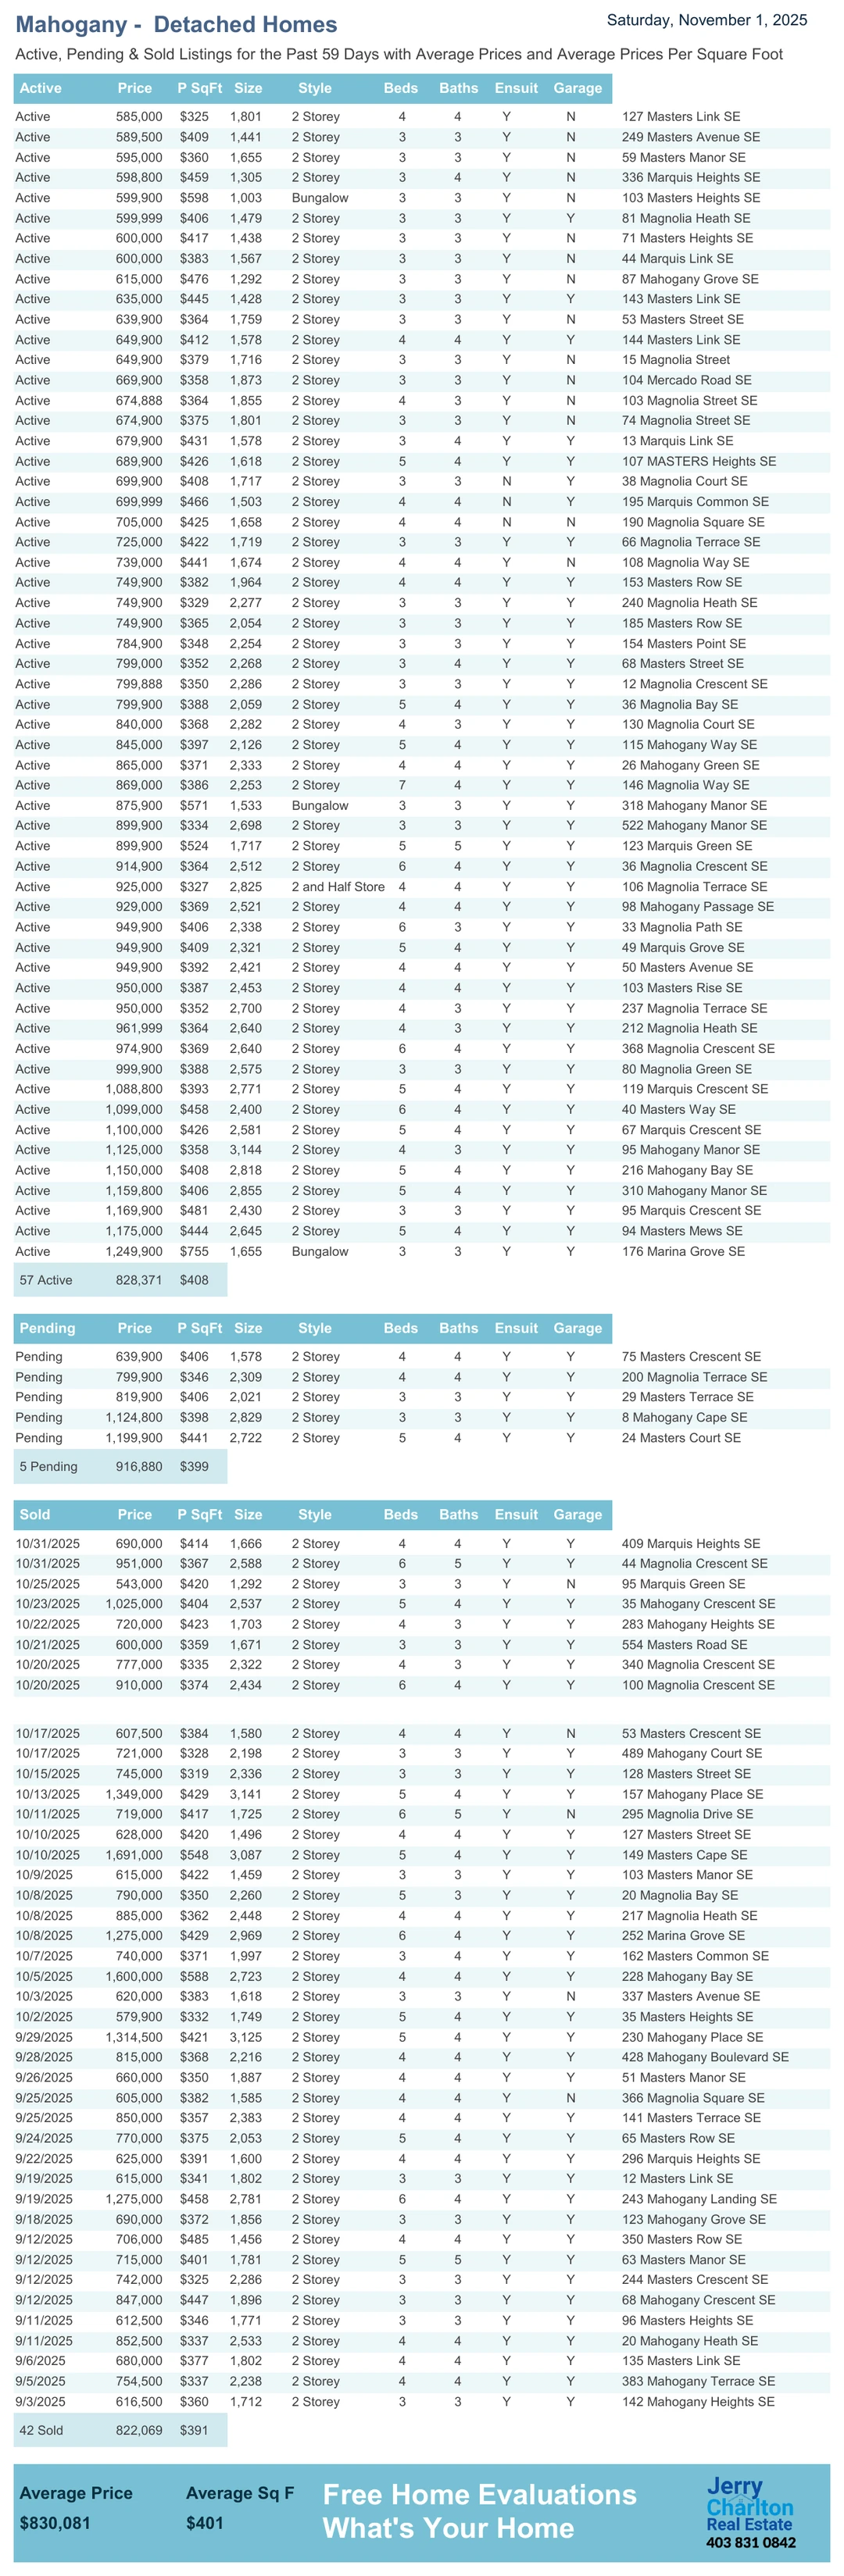 Mahogany - Detached Homes
Saturday, November 1, 2025
Active, Pending & Sold Listings for the Past 59 Days with Average Prices and Average Prices Per Square Foot
Active Price P SqFt Size Style Beds Baths Ensuit Garage
Active 585,000 $325 1,801 2 Storey 4 4 Y N 127 Masters Link SE
Active 589,500 $409 1,441 2 Storey 3 3 Y N 249 Masters Avenue SE
Active 595,000 $360 1,655 2 Storey 3 3 Y N 59 Masters Manor SE
Active 598,800 $459 1,305 2 Storey 3 4 Y N 336 Marquis Heights SE
Active 599,900 $598 1,003 Bungalow 3 3 Y N 103 Masters Heights SE
Active 599,999 $406 1,479 2 Storey 3 3 Y Y 81 Magnolia Heath SE
Active 600,000 $417 1,438 2 Storey 3 3 Y N 71 Masters Heights SE
Active 600,000 $383 1,567 2 Storey 3 3 Y N 44 Marquis Link SE
Active 615,000 $476 1,292 2 Storey 3 3 Y N 87 Mahogany Grove SE
Active 635,000 $445 1,428 2 Storey 3 3 Y Y 143 Masters Link SE
Active 639,900 $364 1,759 2 Storey 3 3 Y N 53 Masters Street SE
Active 649,900 $412 1,578 2 Storey 4 4 Y Y 144 Masters Link SE
Active 649,900 $379 1,716 2 Storey 3 3 Y N 15 Magnolia Street
Active 669,900 $358 1,873 2 Storey 3 3 Y N 104 Mercado Road SE
Active 674,888 $364 1,855 2 Storey 4 3 Y N 103 Magnolia Street SE
Active 674,900 $375 1,801 2 Storey 3 3 Y N 74 Magnolia Street SE
Active 679,900 $431 1,578 2 Storey 3 4 Y Y 13 Marquis Link SE
Active 689,900 $426 1,618 2 Storey 5 4 Y Y 107 MASTERS Heights SE
Active 699,900 $408 1,717 2 Storey 3 3 N Y 38 Magnolia Court SE
Active 699,999 $466 1,503 2 Storey 4 4 N Y 195 Marquis Common SE
Active 705,000 $425 1,658 2 Storey 4 4 N N 190 Magnolia Square SE
Active 725,000 $422 1,719 2 Storey 3 3 Y Y 66 Magnolia Terrace SE
Active 739,000 $441 1,674 2 Storey 4 4 Y N 108 Magnolia Way SE
Active 749,900 $382 1,964 2 Storey 4 4 Y Y 153 Masters Row SE
Active 749,900 $329 2,277 2 Storey 3 3 Y Y 240 Magnolia Heath SE
Active 749,900 $365 2,054 2 Storey 3 3 Y Y 185 Masters Row SE
Active 784,900 $348 2,254 2 Storey 3 3 Y Y 154 Masters Point SE
Active 799,000 $352 2,268 2 Storey 3 4 Y Y 68 Masters Street SE
Active 799,888 $350 2,286 2 Storey 3 3 Y Y 12 Magnolia Crescent SE
Active 799,900 $388 2,059 2 Storey 5 4 Y Y 36 Magnolia Bay SE
Active 840,000 $368 2,282 2 Storey 4 3 Y Y 130 Magnolia Court SE
Active 845,000 $397 2,126 2 Storey 5 4 Y Y 115 Mahogany Way SE
Active 865,000 $371 2,333 2 Storey 4 4 Y Y 26 Mahogany Green SE
Active 869,000 $386 2,253 2 Storey 7 4 Y Y 146 Magnolia Way SE
Active 875,900 $571 1,533 Bungalow 3 3 Y Y 318 Mahogany Manor SE
Active 899,900 $334 2,698 2 Storey 3 3 Y Y 522 Mahogany Manor SE
Active 899,900 $524 1,717 2 Storey 5 5 Y Y 123 Marquis Green SE
Active 914,900 $364 2,512 2 Storey 6 4 Y Y 36 Magnolia Crescent SE
Active 925,000 $327 2,825 2 and Half Store 4 4 Y Y 106 Magnolia Terrace SE
Active 929,000 $369 2,521 2 Storey 4 4 Y Y 98 Mahogany Passage SE
Active 949,900 $406 2,338 2 Storey 6 3 Y Y 33 Magnolia Path SE
Active 949,900 $409 2,321 2 Storey 5 4 Y Y 49 Marquis Grove SE
Active 949,900 $392 2,421 2 Storey 4 4 Y Y 50 Masters Avenue SE
Active 950,000 $387 2,453 2 Storey 4 4 Y Y 103 Masters Rise SE
Active 950,000 $352 2,700 2 Storey 4 3 Y Y 237 Magnolia Terrace SE
Active 961,999 $364 2,640 2 Storey 4 3 Y Y 212 Magnolia Heath SE
Active 974,900 $369 2,640 2 Storey 6 4 Y Y 368 Magnolia Crescent SE
Active 999,900 $388 2,575 2 Storey 3 3 Y Y 80 Magnolia Green SE
Active 1,088,800 $393 2,771 2 Storey 5 4 Y Y 119 Marquis Crescent SE
Active 1,099,000 $458 2,400 2 Storey 6 4 Y Y 40 Masters Way SE
Active 1,100,000 $426 2,581 2 Storey 5 4 Y Y 67 Marquis Crescent SE
Active 1,125,000 $358 3,144 2 Storey 4 3 Y Y 95 Mahogany Manor SE
Active 1,150,000 $408 2,818 2 Storey 5 4 Y Y 216 Mahogany Bay SE
Active 1,159,800 $406 2,855 2 Storey 5 4 Y Y 310 Mahogany Manor SE
Active 1,169,900 $481 2,430 2 Storey 3 3 Y Y 95 Marquis Crescent SE
Active 1,175,000 $444 2,645 2 Storey 5 4 Y Y 94 Masters Mews SE
Active 1,249,900 $755 1,655 Bungalow 3 3 Y Y 176 Marina Grove SE
57 Active 828,371 $408
Pending Price P SqFt Size Style Beds Baths Ensuit Garage
Pending 639,900 $406 1,578 2 Storey 4 4 Y Y 75 Masters Crescent SE
Pending 799,900 $346 2,309 2 Storey 4 4 Y Y 200 Magnolia Terrace SE
Pending 819,900 $406 2,021 2 Storey 3 3 Y Y 29 Masters Terrace SE
Pending 1,124,800 $398 2,829 2 Storey 3 3 Y Y 8 Mahogany Cape SE
Pending 1,199,900 $441 2,722 2 Storey 5 4 Y Y 24 Masters Court SE
5 Pending 916,880 $399
Sold Price P SqFt Size Style Beds Baths Ensuit Garage
10/31/2025 690,000 $414 1,666 2 Storey 4 4 Y Y 409 Marquis Heights SE
10/31/2025 951,000 $367 2,588 2 Storey 6 5 Y Y 44 Magnolia Crescent SE
10/25/2025 543,000 $420 1,292 2 Storey 3 3 Y N 95 Marquis Green SE
10/23/2025 1,025,000 $404 2,537 2 Storey 5 4 Y Y 35 Mahogany Crescent SE
10/22/2025 720,000 $423 1,703 2 Storey 4 3 Y Y 283 Mahogany Heights SE
10/21/2025 600,000 $359 1,671 2 Storey 3 3 Y Y 554 Masters Road SE
10/20/2025 777,000 $335 2,322 2 Storey 4 3 Y Y 340 Magnolia Crescent SE
10/20/2025 910,000 $374 2,434 2 Storey 6 4 Y Y 100 Magnolia Crescent SE
10/17/2025 607,500 $384 1,580 2 Storey 4 4 Y N 53 Masters Crescent SE
10/17/2025 721,000 $328 2,198 2 Storey 3 3 Y Y 489 Mahogany Court SE
10/15/2025 745,000 $319 2,336 2 Storey 3 3 Y Y 128 Masters Street SE
10/13/2025 1,349,000 $429 3,141 2 Storey 5 4 Y Y 157 Mahogany Place SE
10/11/2025 719,000 $417 1,725 2 Storey 6 5 Y N 295 Magnolia Drive SE
10/10/2025 628,000 $420 1,496 2 Storey 4 4 Y Y 127 Masters Street SE
10/10/2025 1,691,000 $548 3,087 2 Storey 5 4 Y Y 149 Masters Cape SE
10/9/2025 615,000 $422 1,459 2 Storey 3 3 Y Y 103 Masters Manor SE
10/8/2025 790,000 $350 2,260 2 Storey 5 3 Y Y 20 Magnolia Bay SE
10/8/2025 885,000 $362 2,448 2 Storey 4 4 Y Y 217 Magnolia Heath SE
10/8/2025 1,275,000 $429 2,969 2 Storey 6 4 Y Y 252 Marina Grove SE
10/7/2025 740,000 $371 1,997 2 Storey 3 4 Y Y 162 Masters Common SE
10/5/2025 1,600,000 $588 2,723 2 Storey 4 4 Y Y 228 Mahogany Bay SE
10/3/2025 620,000 $383 1,618 2 Storey 3 3 Y N 337 Masters Avenue SE
10/2/2025 579,900 $332 1,749 2 Storey 5 4 Y Y 35 Masters Heights SE
9/29/2025 1,314,500 $421 3,125 2 Storey 5 4 Y Y 230 Mahogany Place SE
9/28/2025 815,000 $368 2,216 2 Storey 4 4 Y Y 428 Mahogany Boulevard SE
9/26/2025 660,000 $350 1,887 2 Storey 4 4 Y Y 51 Masters Manor SE
9/25/2025 605,000 $382 1,585 2 Storey 4 4 Y N 366 Magnolia Square SE
9/25/2025 850,000 $357 2,383 2 Storey 4 4 Y Y 141 Masters Terrace SE
9/24/2025 770,000 $375 2,053 2 Storey 5 4 Y Y 65 Masters Row SE
9/22/2025 625,000 $391 1,600 2 Storey 4 4 Y Y 296 Marquis Heights SE
9/19/2025 615,000 $341 1,802 2 Storey 3 3 Y Y 12 Masters Link SE
9/19/2025 1,275,000 $458 2,781 2 Storey 6 4 Y Y 243 Mahogany Landing SE
9/18/2025 690,000 $372 1,856 2 Storey 3 3 Y Y 123 Mahogany Grove SE
9/12/2025 706,000 $485 1,456 2 Storey 4 4 Y Y 350 Masters Row SE
9/12/2025 715,000 $401 1,781 2 Storey 5 5 Y Y 63 Masters Manor SE
9/12/2025 742,000 $325 2,286 2 Storey 3 3 Y Y 244 Masters Crescent SE
9/12/2025 847,000 $447 1,896 2 Storey 3 3 Y Y 68 Mahogany Crescent SE
9/11/2025 612,500 $346 1,771 2 Storey 3 3 Y Y 96 Masters Heights SE
9/11/2025 852,500 $337 2,533 2 Storey 4 4 Y Y 20 Mahogany Heath SE
9/6/2025 680,000 $377 1,802 2 Storey 4 4 Y Y 135 Masters Link SE
9/5/2025 754,500 $337 2,238 2 Storey 4 4 Y Y 383 Mahogany Terrace SE
9/3/2025 616,500 $360 1,712 2 Storey 3 3 Y Y 142 Mahogany Heights SE
42 Sold 822,069 $391
Average Price Average Sq F
$830,081 $401
Free Home Evaluations
What's Your Home
Jerry
Charlton
Real Estate
403 831 0842